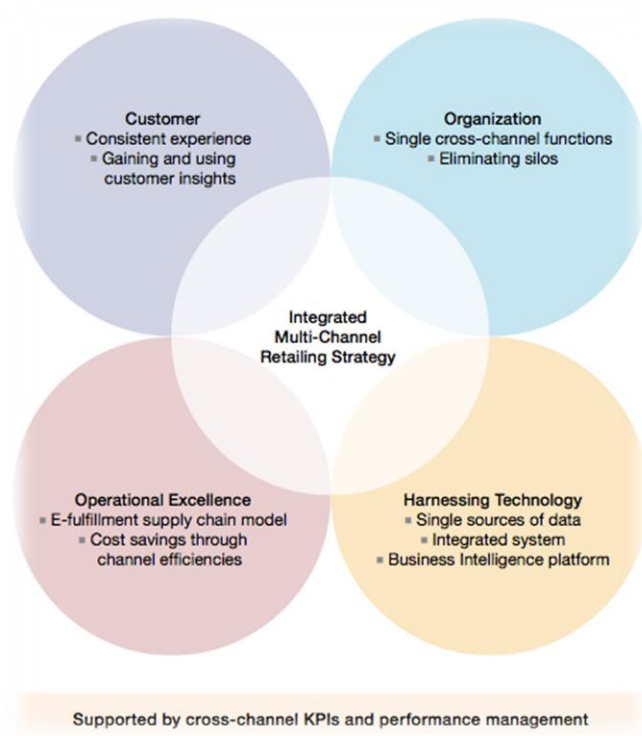 Customer
▪ Consistent experience
▪ Gaining and using
customer insights
Organization
▪ Single cross-channel functions
▪ Eliminating silos
Integrated
Multi-Channel
Retailing Strategy
Operational Excellence
▪ E-fulfillment supply chain model
▪ Cost savings through
channel efficiencies
Harnessing Technology
▪ Single sources of data
▪ Integrated system
▪ Business Intelligence platform
Supported by cross-channel KPIs and performance management